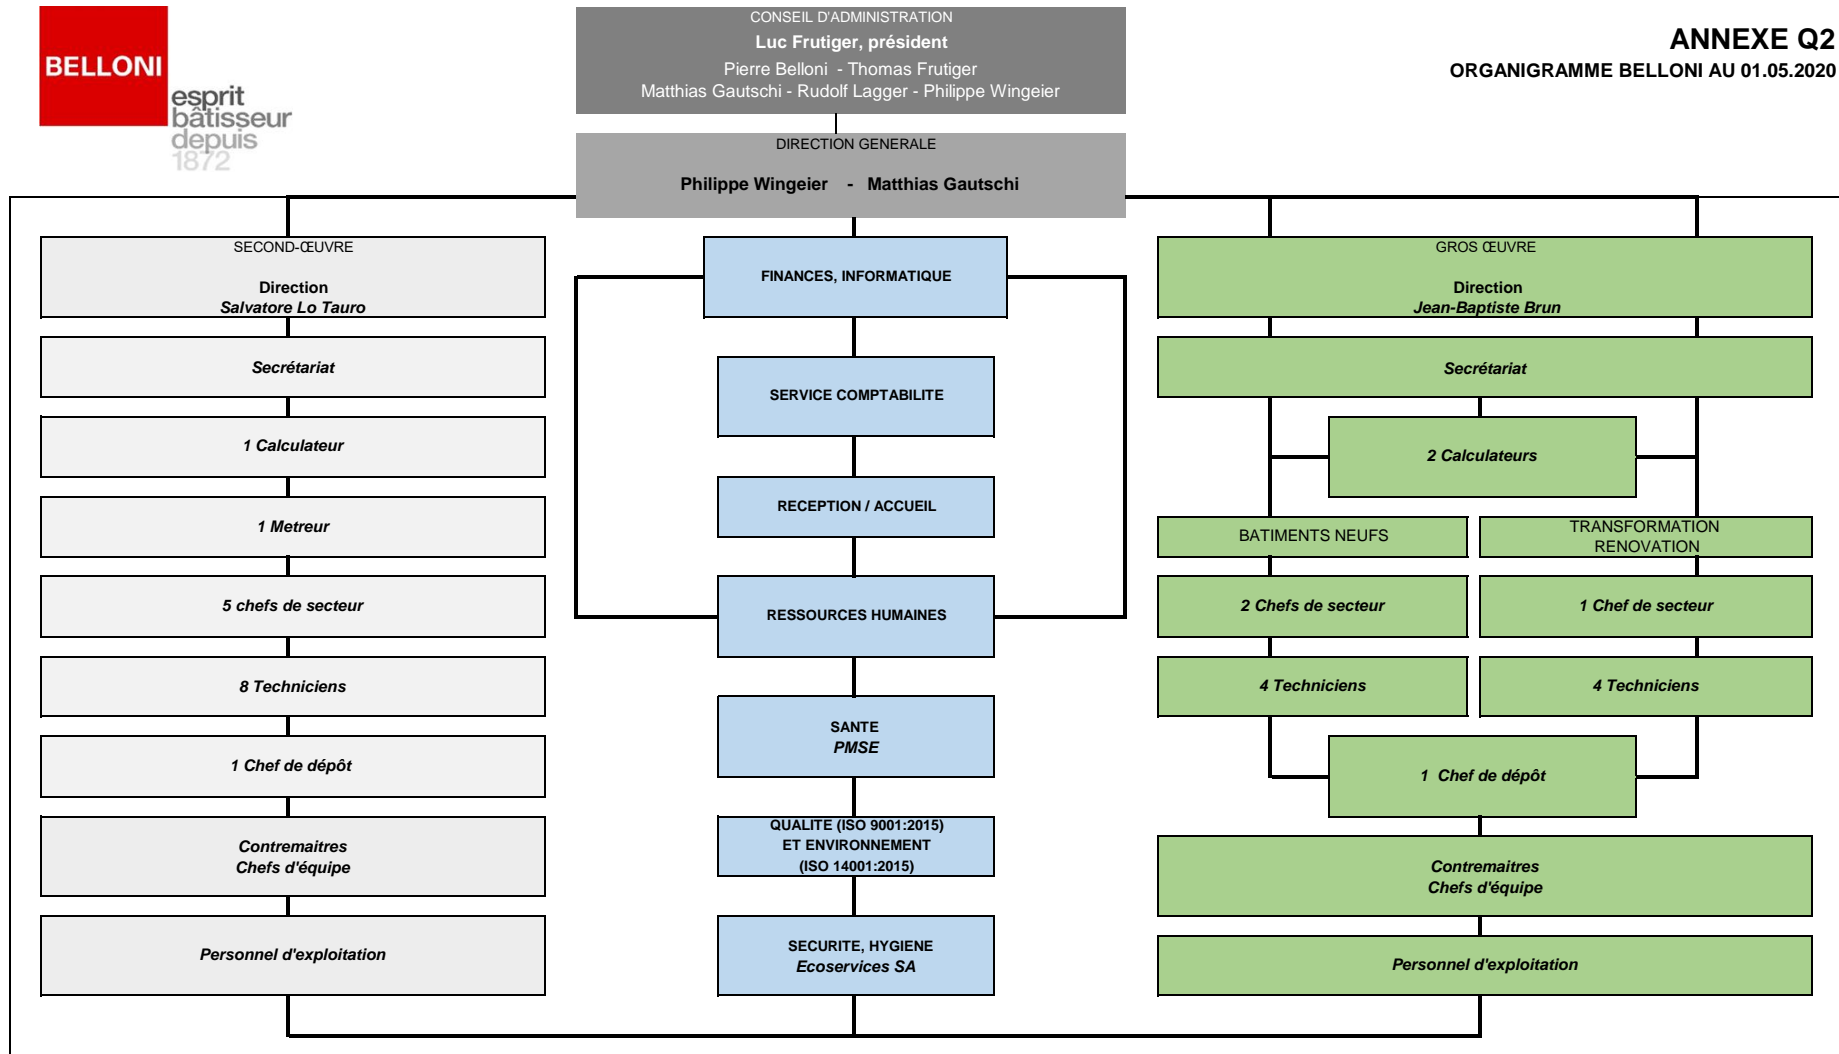 BELLONI
esprit
bâtisseur
depuis
1872
CONSEIL D'ADMINISTRATION
Luc Frutiger, président
Pierre Belloni - Thomas Frutiger
Matthias Gautschi - Rudolf Lagger - Philippe Wingeier
ANNEXE Q2
ORGANIGRAMME BELLONI AU 01.05.2020
DIRECTION GENERALE
Philippe Wingeier - Matthias Gautschi
SECOND-ŒUVRE
Direction
Salvatore Lo Tauro
Secrétariat
1 Calculateur
1 Metreur
5 chefs de secteur
8 Techniciens
1 Chef de dépôt
Contremaitres
Chefs d'équipe
Personnel d'exploitation
FINANCES, INFORMATIQUE
SERVICE COMPTABILITE
RECEPTION / ACCUEIL
RESSOURCES HUMAINES
SANTE
PMSE
QUALITE (ISO 9001:2015)
ET ENVIRONNEMENT
(ISO 14001:2015)
SECURITE, HYGIENE
Ecoservices SA
GROS ŒUVRE
Direction
Jean-Baptiste Brun
Secrétariat
2 Calculateurs
BATIMENTS NEUFS
2 Chefs de secteur
4 Techniciens
TRANSFORMATION
RENOVATION
1 Chef de secteur
4 Techniciens
1 Chef de dépôt
Contremaitres
Chefs d'équipe
Personnel d'exploitation